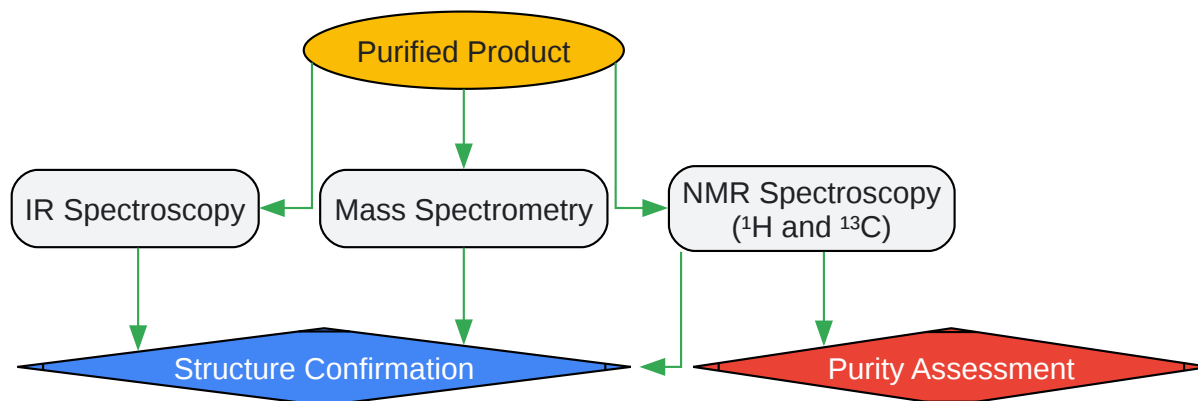 Purified Product
IR Spectroscopy
Mass Spectrometry
NMR Spectroscopy
(¹H and ¹³C)
Structure Confirmation
Purity Assessment